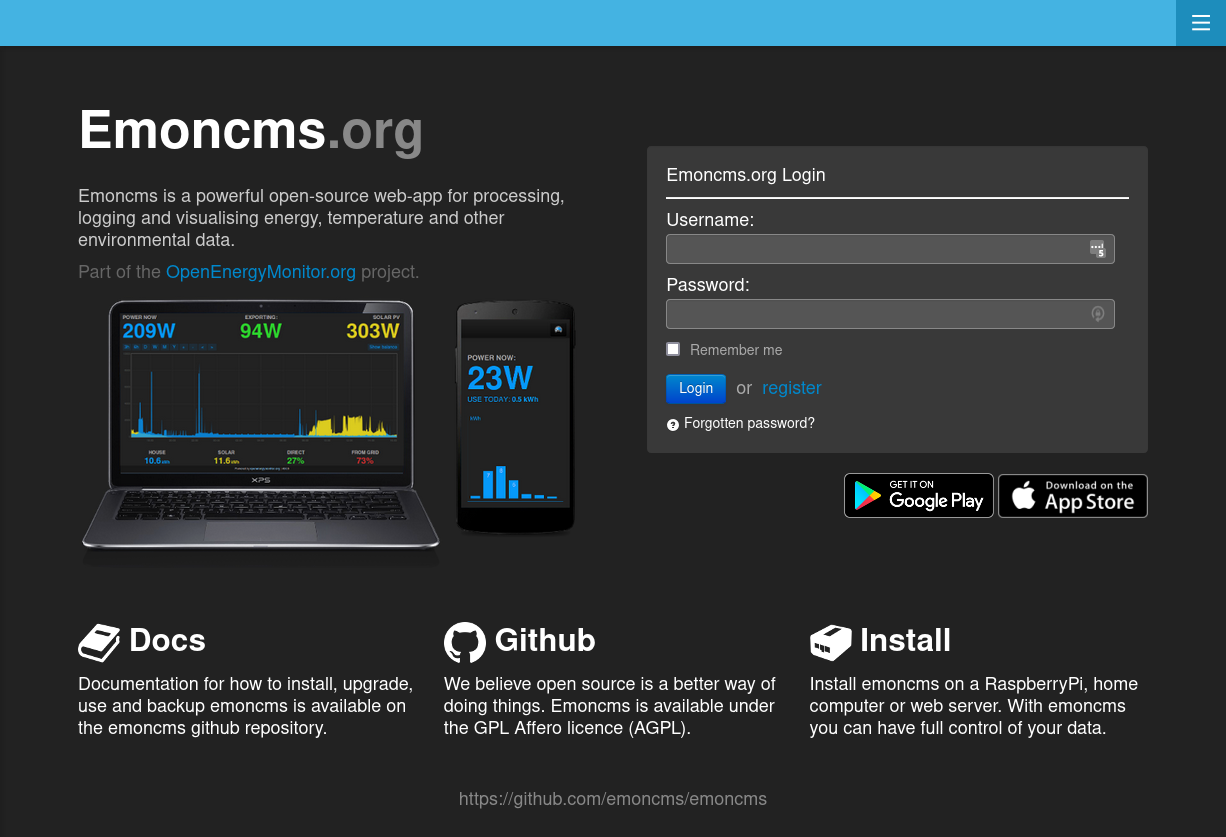 Emoncms.org
Emoncms is a powerful open-source web-app for processing,
logging and visualising energy, temperature and other
environmental data.
Part of the OpenEnergyMonitor.org project.
POWER NOW
EXPORTING:
SOLAR PV
209W
94W
303W
HOUSE
SOLAR
DIRECT
FROM GRID
10.6 kWh
11.6 kWh
27%
73%
XPS
POWER NOW:
23W
USE TODAY: 0.5 kWh
kWh
Emoncms.org Login
Username:
5
Password:
Remember me
Login or register
Forgotten password?
GET IT ON
Google Play
Download on the
App Store
Docs
Documentation for how to install, upgrade,
use and backup emoncms is available on
the emoncms github repository.
Github
We believe open source is a better way of
doing things. Emoncms is available under
the GPL Affero licence (AGPL).
Install
Install emoncms on a RaspberryPi, home
computer or web server. With emoncms
you can have full control of your data.
https://github.com/emoncms/emoncms